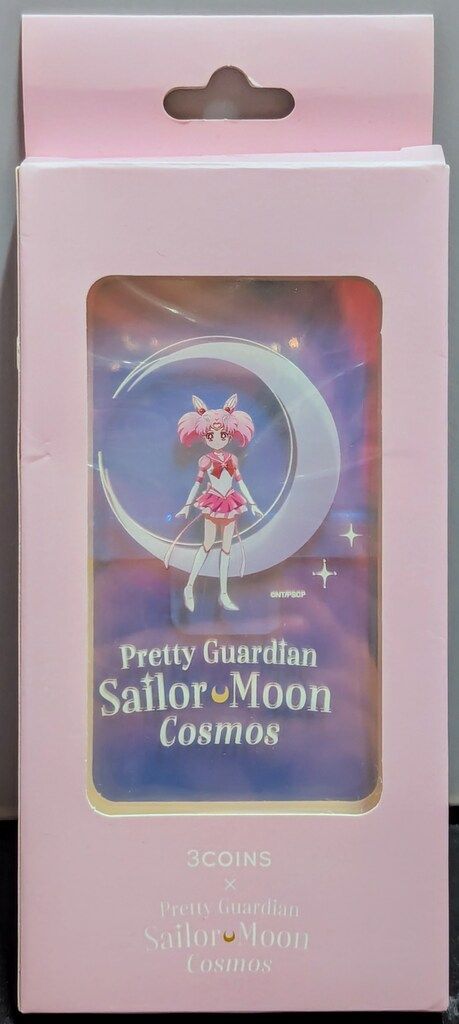 ©NT/PSCP
Pretty Guardian
Sailor Moon
Cosmos
3COINS
×
Pretty Guardian
Sailor Moon
Cosmos